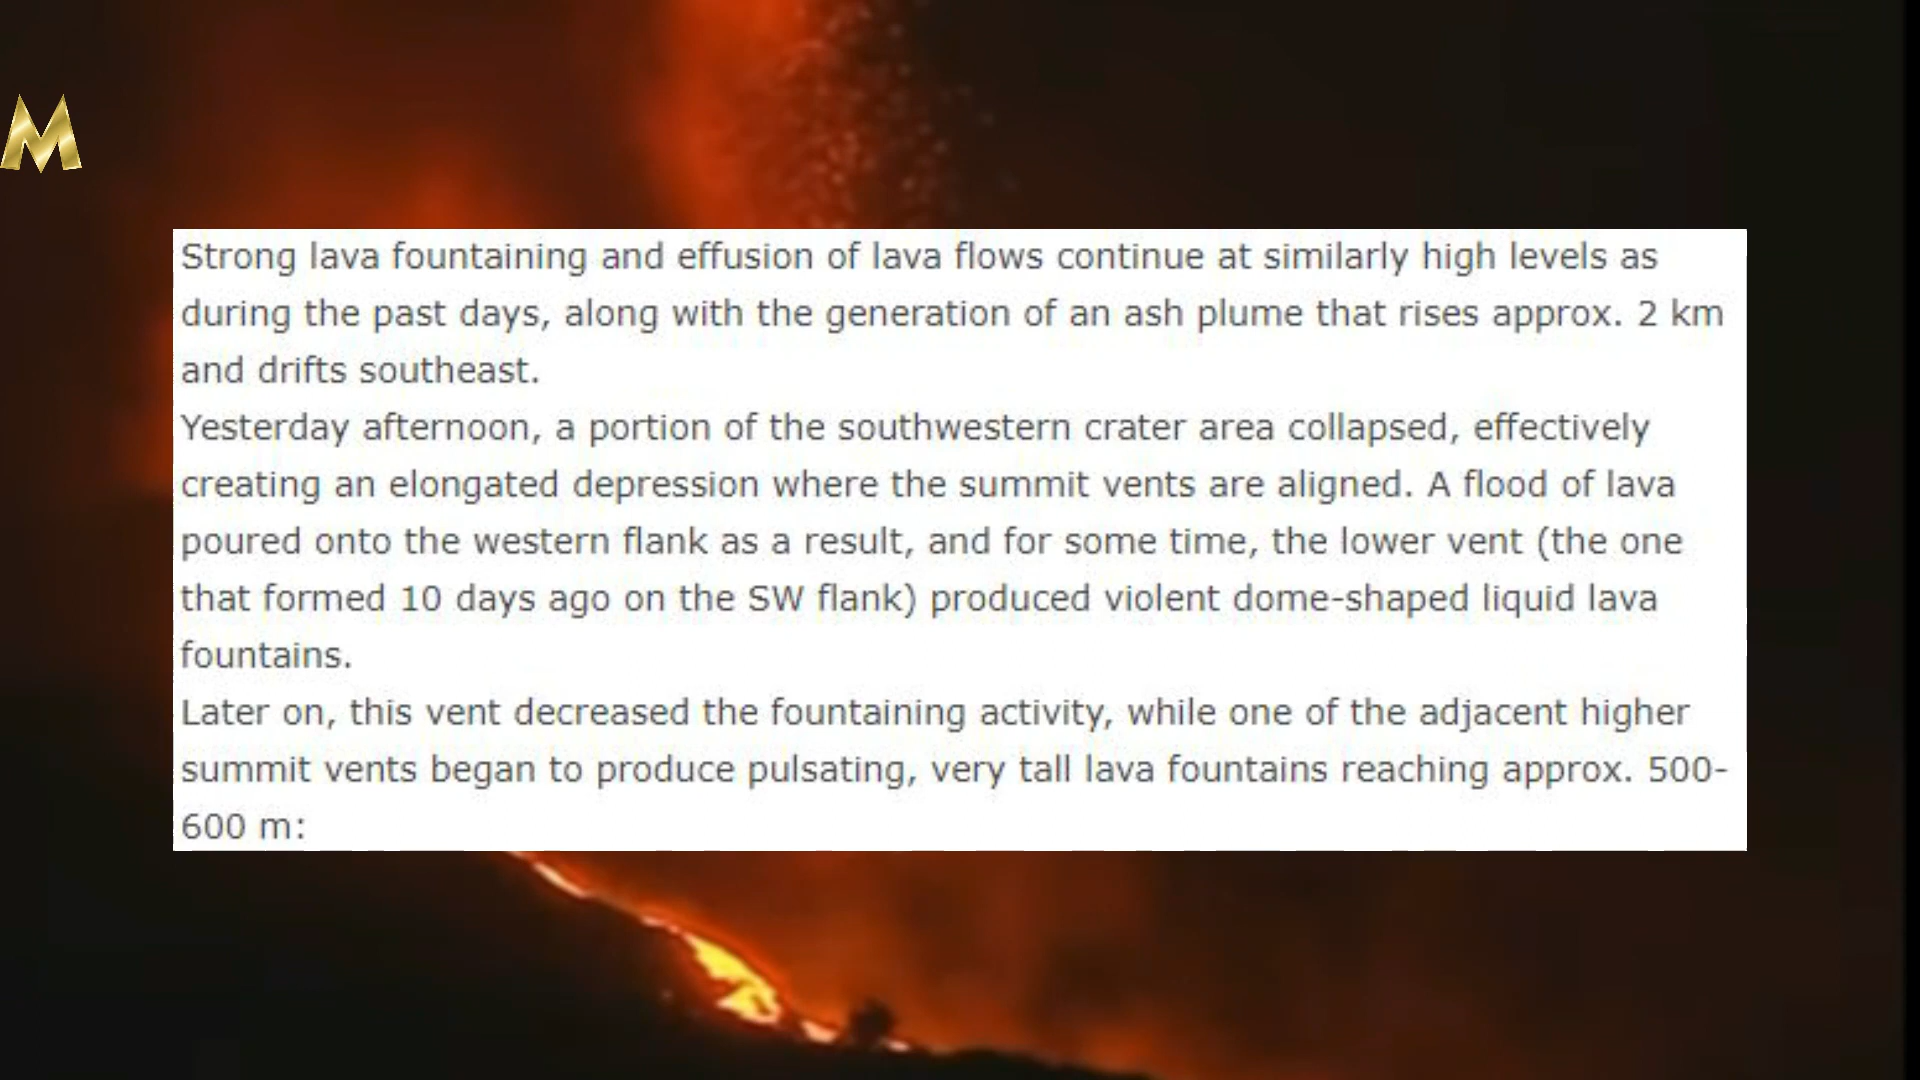 M
Strong lava fountaining and effusion of lava flows continue at similarly high levels as
during the past days, along with the generation of an ash plume that rises approx. 2 km
and drifts southeast.
Yesterday afternoon, a portion of the southwestern crater area collapsed, effectively
creating an elongated depression where the summit vents are aligned. A flood of lava
poured onto the western flank as a result, and for some time, the lower vent (the one
that formed 10 days ago on the SW flank) produced violent dome-shaped liquid lava
fountains.
Later on, this vent decreased the fountaining activity, while one of the adjacent higher
summit vents began to produce pulsating, very tall lava fountains reaching approx. 500-
600 m: